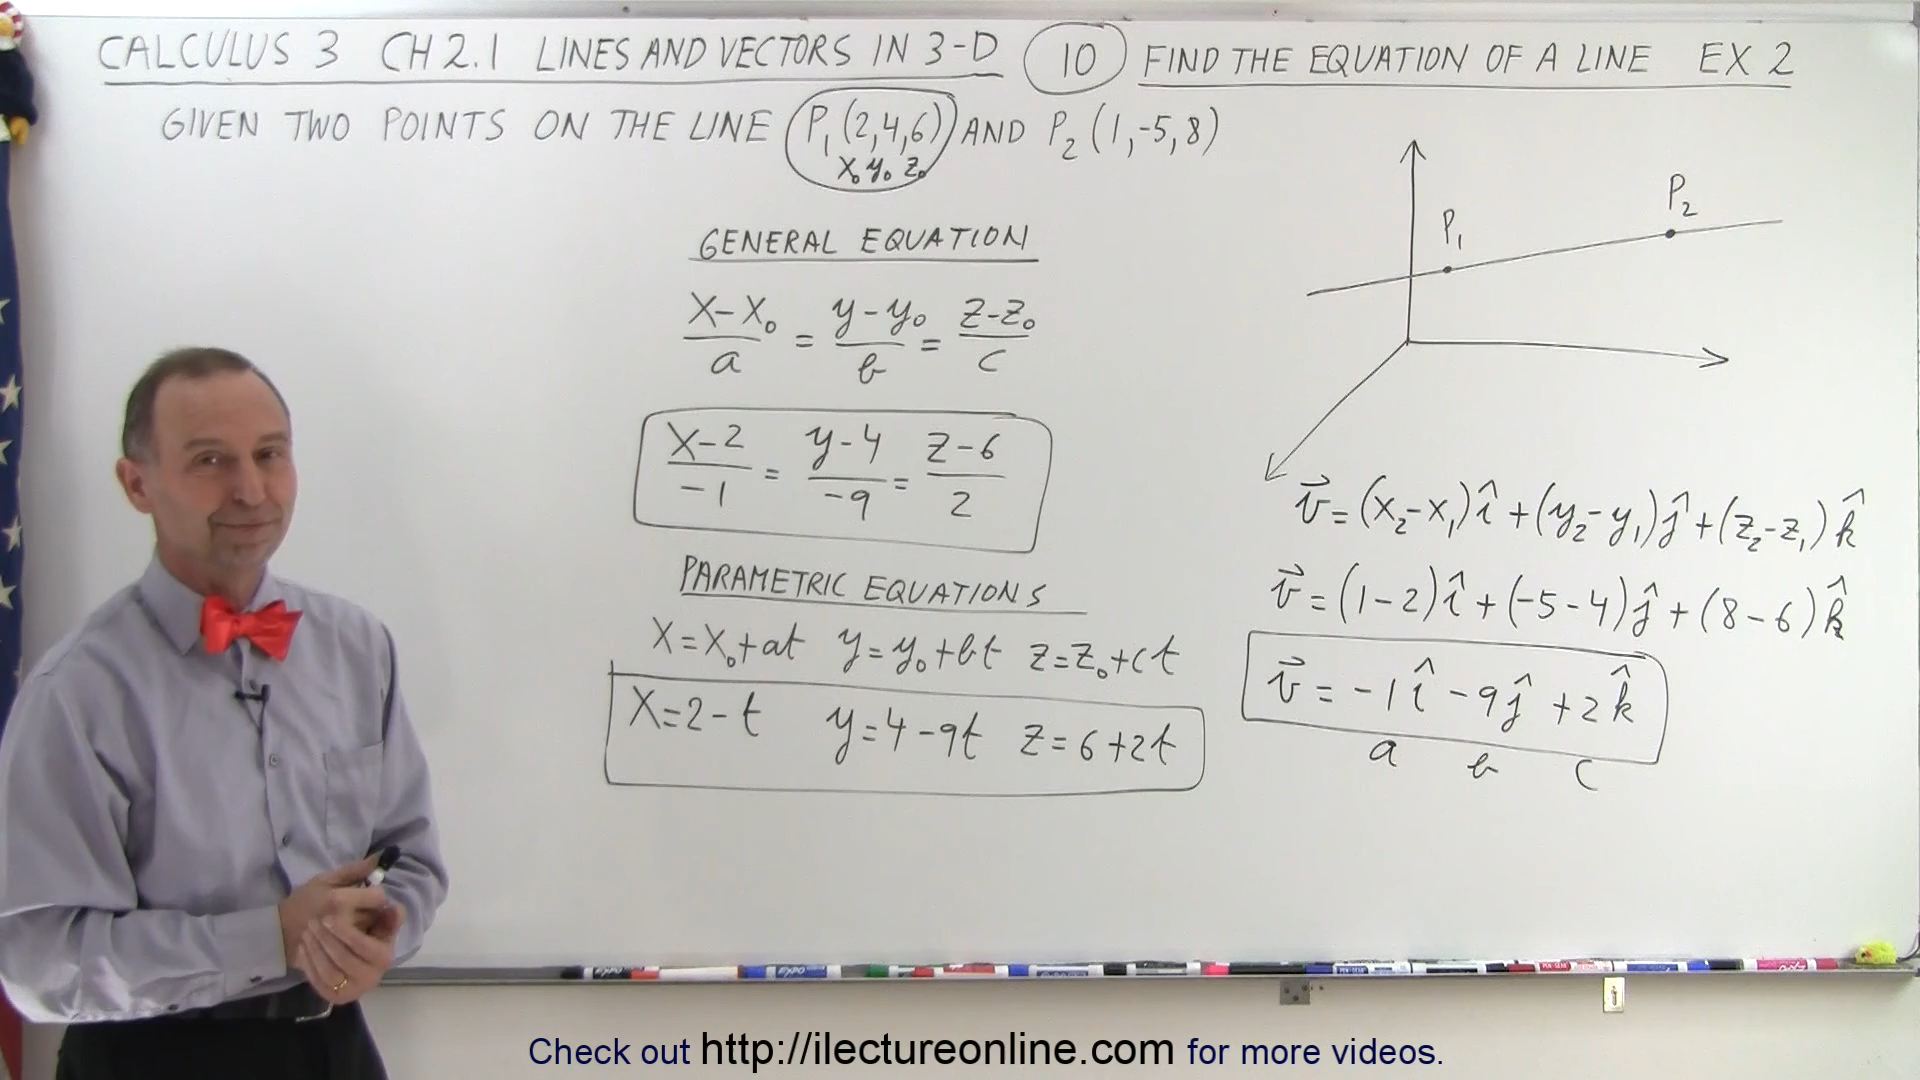 CALCULUS 3 CH 2.1 LINES AND VECTORS IN 3-D 10 FIND THE EQUATION OF A LINE EX 2
GIVEN TWO POINTS ON THE LINE P₁(2,4,6) AND P₂(1,-5,8)
x₀ y₀ z₀
GENERAL EQUATION
(x-x₀)/a = (y-y₀)/b = (z-z₀)/c
(x-2)/-1 = (y-4)/-9 = (z-6)/2
PARAMETRIC EQUATIONS
x=x₀+at y=y₀+bt z=z₀+ct
x=2-t y=4-9t z=6+2t
P₁
P₂
v⃗=(x₂-x₁)î+(y₂-y₁)ĵ+(z₂-z₁)k̂
v⃗=(1-2)î+(-5-4)ĵ+(8-6)k̂
v⃗=-1î-9ĵ+2k̂
a b c
EXPO
EXPO
Check out http://ilectureonline.com for more videos.